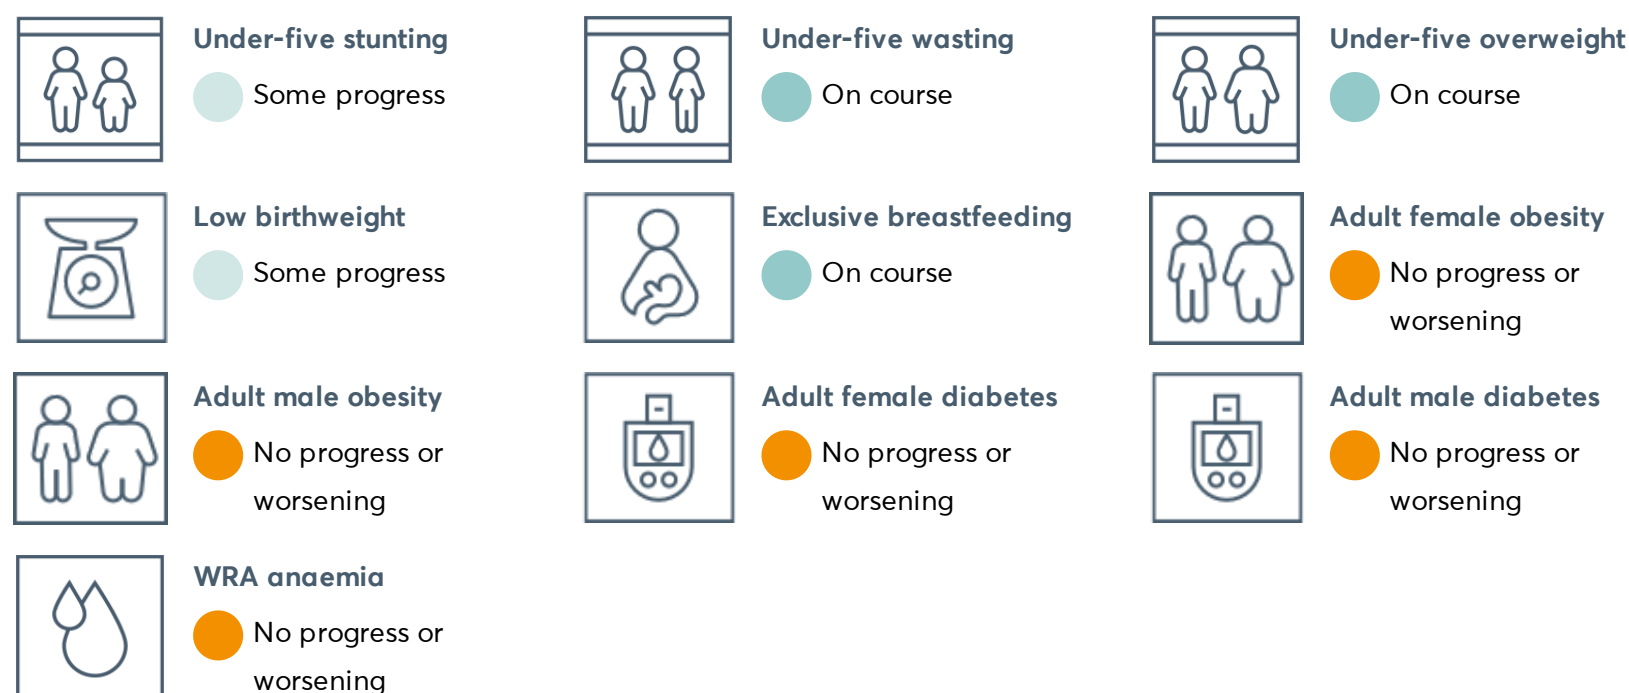 Under-five stunting
Some progress
Under-five wasting
On course
Under-five overweight
On course
Low birthweight
Some progress
Exclusive breastfeeding
On course
Adult female obesity
No progress or
worsening
Adult male obesity
No progress or
worsening
Adult female diabetes
No progress or
worsening
Adult male diabetes
No progress or
worsening
WRA anaemia
No progress or
worsening